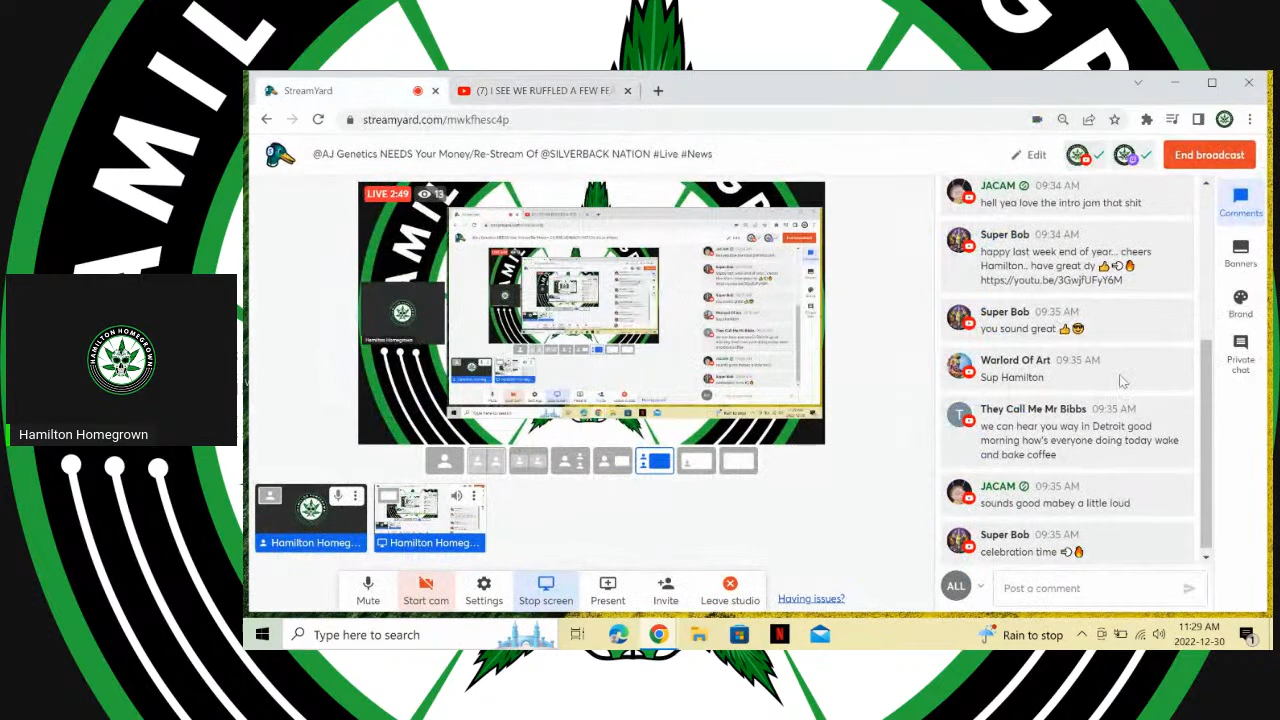 HAMIL
GR
StreamYard
(7) I SEE WE RUFFLED A FEW FE
streamyard.com/mwkfhesc4p
@AJ Genetics NEEDS Your Money/Re-Stream Of @SILVERBACK NATION #Live #News
Edit
End broadcast
LIVE 2:49
13
JACAM 09:34 AM
hell yea love the intro jam that shit
Super Bob 09:34 AM
happy last week end of year... cheers
Hamilton.. have great dy 👍💨🔥
https://youtu.be/3GwjfUFyY6M
Super Bob 09:35 AM
you sound great 👍😎
Warlord Of Art 09:35 AM
Sup Hamilton
T
They Call Me Mr Bibbs 09:35 AM
we can hear you way in Detroit good
morning how's everyone doing today wake
and bake coffee
JACAM 09:35 AM
sounds good mabey a little loud
Super Bob 09:35 AM
celebration time 💨🔥
ALL
Post a comment
Comments
Banners
Brand
Private
chat
HAMILTON HOMEGROWN
Hamilton Homegrown
Hamilton Homeg...
Hamilton Homeg...
Mute
Start cam
Settings
Stop screen
Present
Invite
Leave studio
Having issues?
Type here to search
N
Rain to stop
11:29 AM
2022-12-30
1